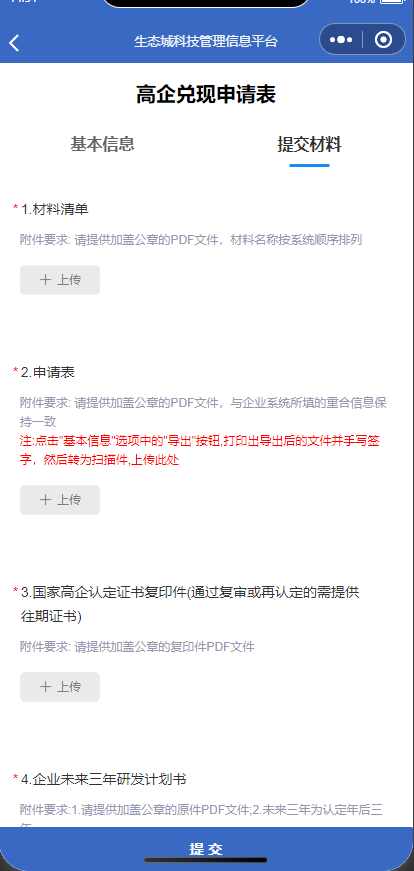 100%
生态城科技管理信息平台
高企兑现申请表
基本信息
提交材料
* 1.材料清单
附件要求: 请提供加盖公章的PDF文件，材料名称按系统顺序排列
＋ 上传
* 2.申请表
附件要求: 请提供加盖公章的PDF文件，与企业系统所填的重合信息保
持一致
注:点击"基本信息"选项中的"导出"按钮,打印出导出后的文件并手写签
字，然后转为扫描件,上传此处
＋ 上传
* 3.国家高企认定证书复印件(通过复审或再认定的需提供
往期证书)
附件要求: 请提供加盖公章的复印件PDF文件
＋ 上传
* 4.企业未来三年研发计划书
附件要求:1.请提供加盖公章的原件PDF文件;2.未来三年为认定年后三
提 交